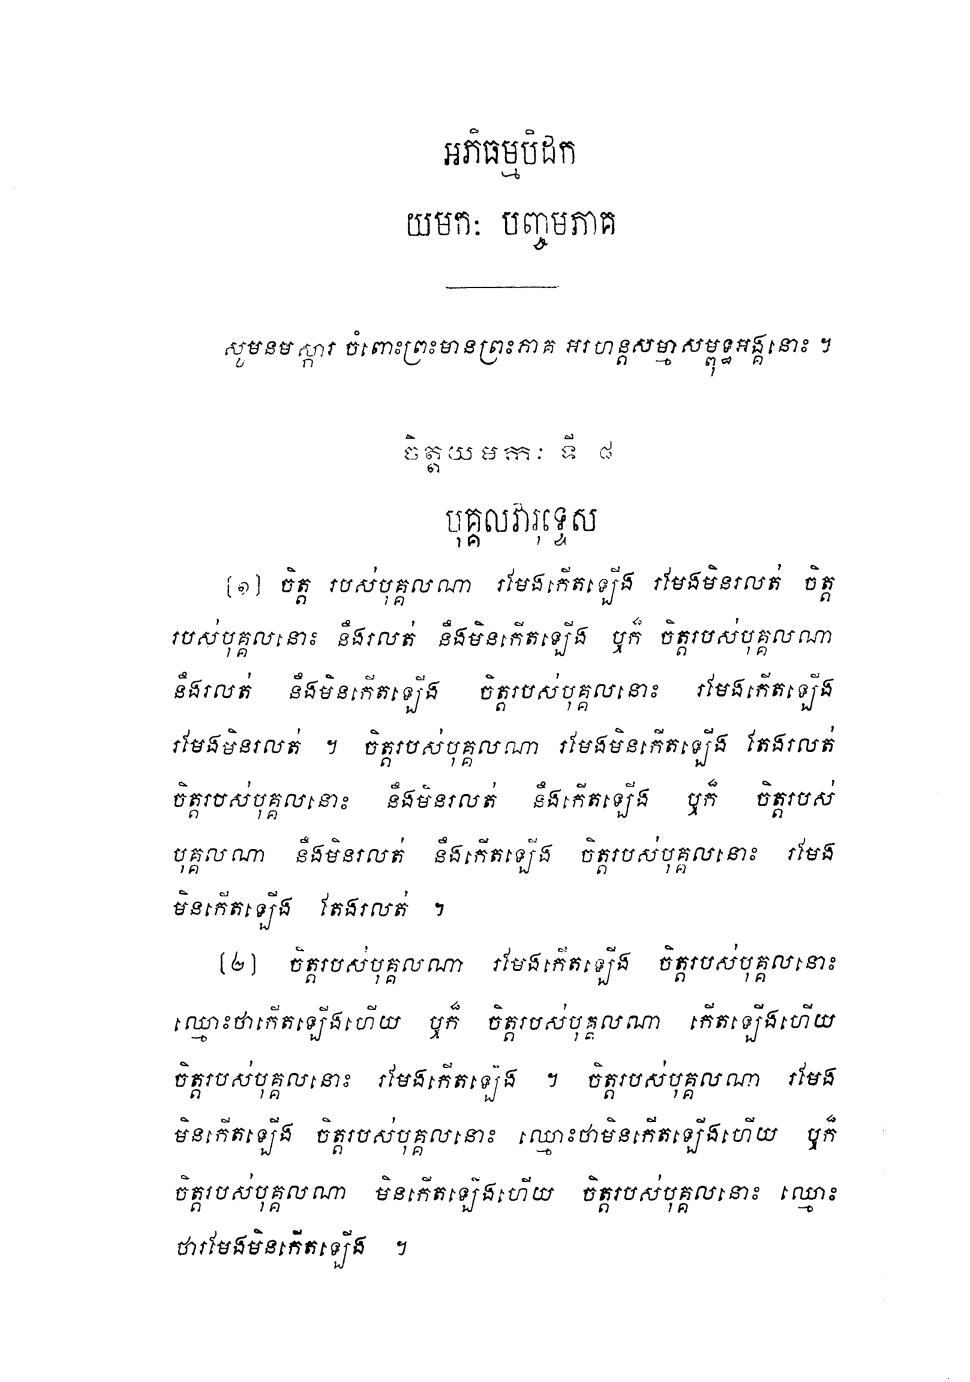 អភិធម្មបិដក
យមកៈ បញ្ចមភាគ
សូមនមស្ការ ចំពោះព្រះមានព្រះភាគ អរហន្តសម្មាសម្ពុទ្ធអង្គនោះ ។
ចិត្តយមកៈ ទី ៨
បុគ្គលវារុទ្ទេស
[១] ចិត្ត របស់បុគ្គលណា រមែងកើតឡើង រមែងមិនរលត់ ចិត្ត
របស់បុគ្គលនោះ នឹងរលត់ នឹងមិនកើតឡើង ឬក៏ ចិត្តរបស់បុគ្គលណា
នឹងរលត់ នឹងមិនកើតឡើង ចិត្តរបស់បុគ្គលនោះ រមែងកើតឡើង
រមែងមិនរលត់ ។ ចិត្តរបស់បុគ្គលណា រមែងមិនកើតឡើង តែងរលត់
ចិត្តរបស់បុគ្គលនោះ នឹងមិនរលត់ នឹងកើតឡើង ឬក៏ ចិត្តរបស់
បុគ្គលណា នឹងមិនរលត់ នឹងកើតឡើង ចិត្តរបស់បុគ្គលនោះ រមែង
មិនកើតឡើង តែងរលត់ ។
[២] ចិត្តរបស់បុគ្គលណា រមែងកើតឡើង ចិត្តរបស់បុគ្គលនោះ
ឈ្មោះថាកើតឡើងហើយ ឬក៏ ចិត្តរបស់បុគ្គលណា កើតឡើងហើយ
ចិត្តរបស់បុគ្គលនោះ រមែងកើតឡើង ។ ចិត្តរបស់បុគ្គលណា រមែង
មិនកើតឡើង ចិត្តរបស់បុគ្គលនោះ ឈ្មោះថាមិនកើតឡើងហើយ ឬក៏
ចិត្តរបស់បុគ្គលណា មិនកើតឡើងហើយ ចិត្តរបស់បុគ្គលនោះ ឈ្មោះ
ថារមែងមិនកើតឡើង ។